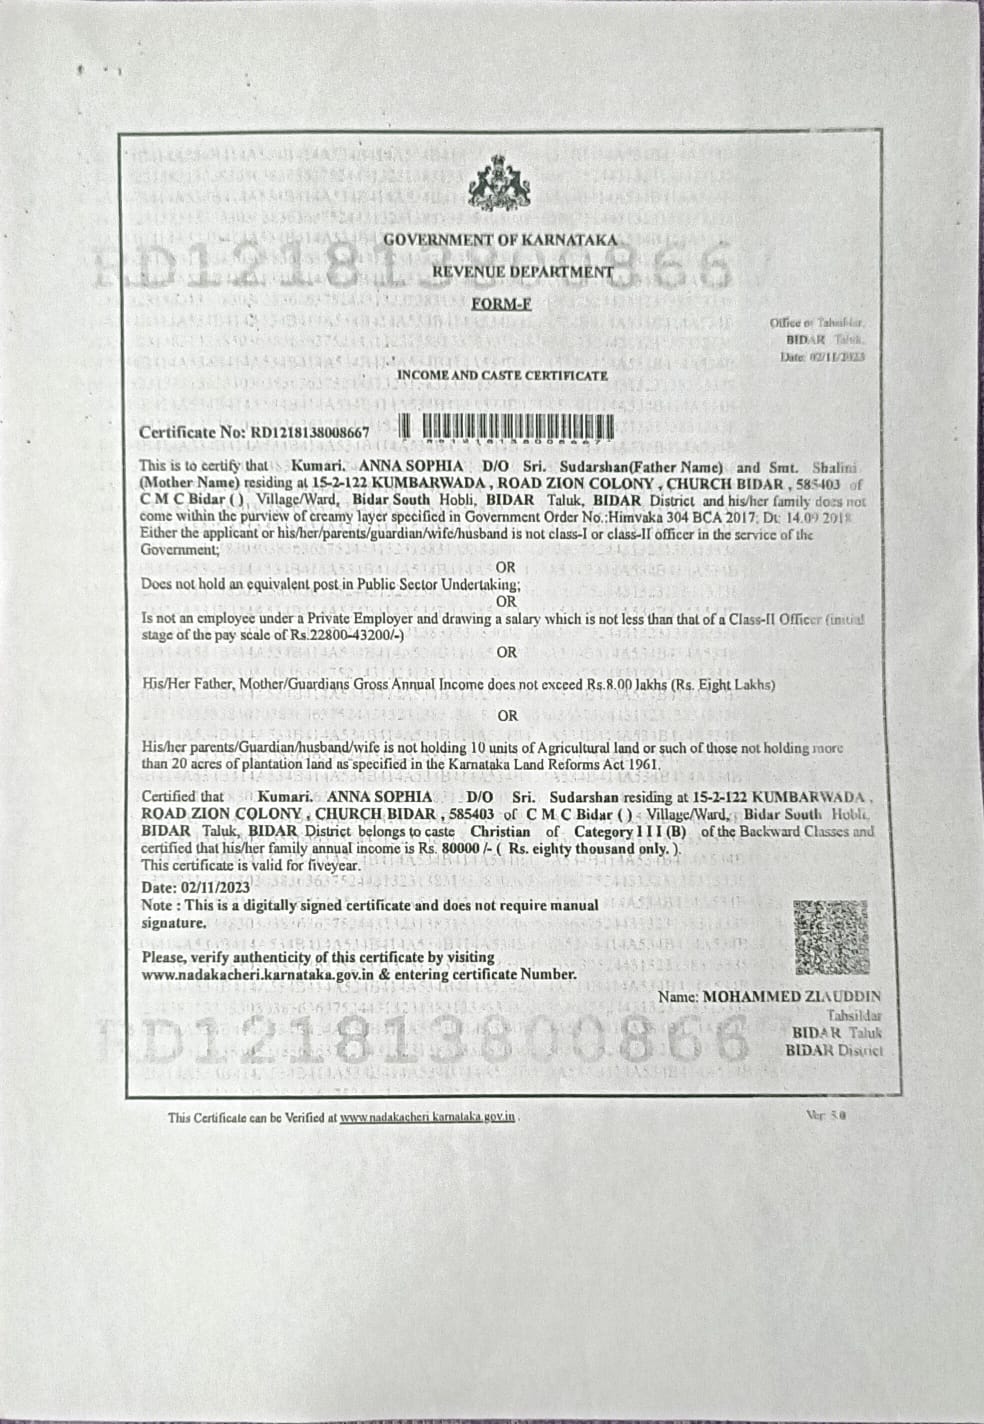 GOVERNMENT OF KARNATAKA
REVENUE DEPARTMENT
FORM-F
Office of Tahsildar,
BIDAR Taluk.
Date: 02/11/2023
INCOME AND CASTE CERTIFICATE
Certificate No: RD1218138008667
This is to certify that Kumari. ANNA SOPHIA D/O Sri. Sudarshan(Father Name) and Smt. Shalini
(Mother Name) residing at 15-2-122 KUMBARWADA , ROAD ZION COLONY , CHURCH BIDAR , 585403 of
C M C Bidar ( ) Village/Ward, Bidar South Hobli, BIDAR Taluk, BIDAR District and his/her family does not
come within the purview of creamy layer specified in Government Order No.:Himvaka 304 BCA 2017; Dt: 14.09 2018
Either the applicant or his/her/parents/guardian/wife/husband is not class-I or class-II officer in the service of the
Government;
OR
Does not hold an equivalent post in Public Sector Undertaking;
OR
Is not an employee under a Private Employer and drawing a salary which is not less than that of a Class-II Officer (initial
stage of the pay scale of Rs.22800-43200/-)
OR
His/Her Father, Mother/Guardians Gross Annual Income does not exceed Rs.8.00 lakhs (Rs. Eight Lakhs)
OR
His/her parents/Guardian/husband/wife is not holding 10 units of Agricultural land or such of those not holding more
than 20 acres of plantation land as specified in the Karnataka Land Reforms Act 1961.
Certified that Kumari. ANNA SOPHIA D/O Sri. Sudarshan residing at 15-2-122 KUMBARWADA ,
ROAD ZION COLONY , CHURCH BIDAR , 585403 of C M C Bidar ( ) Village/Ward, Bidar South Hobli,
BIDAR Taluk, BIDAR District belongs to caste Christian of Category I I I (B) of the Backward Classes and
certified that his/her family annual income is Rs. 80000 /- ( Rs. eighty thousand only. ).
This certificate is valid for fiveyear.
Date: 02/11/2023
Note : This is a digitally signed certificate and does not require manual
signature.
Please, verify authenticity of this certificate by visiting
www.nadakacheri.karnataka.gov.in & entering certificate Number.
Name: MOHAMMED ZIAUDDIN
Tahsildar
BIDAR Taluk
BIDAR District
This Certificate can be Verified at www.nadakacheri.karnataka.gov.in .
Ver: 5.0